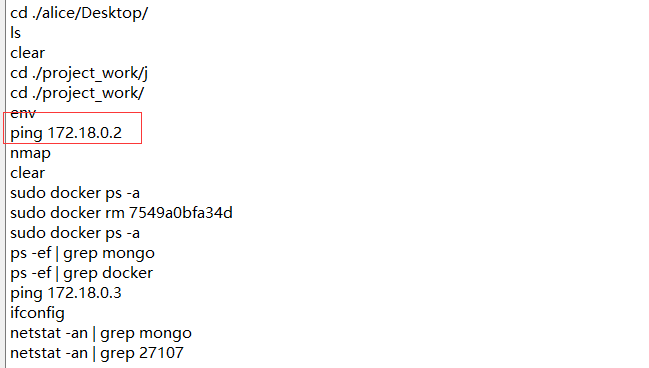 cd ./alice/Desktop/
ls
clear
cd ./project_work/j
cd ./project_work/
env
ping 172.18.0.2
nmap
clear
sudo docker ps -a
sudo docker rm 7549a0bfa34d
sudo docker ps -a
ps -ef | grep mongo
ps -ef | grep docker
ping 172.18.0.3
ifconfig
netstat -an | grep mongo
netstat -an | grep 27107